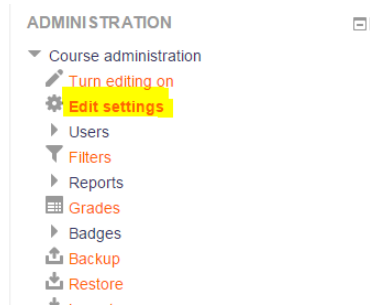 ADMINISTRATION
Course administration
Turn editing on
Edit settings
Users
Filters
Reports
Grades
Badges
Backup
Restore